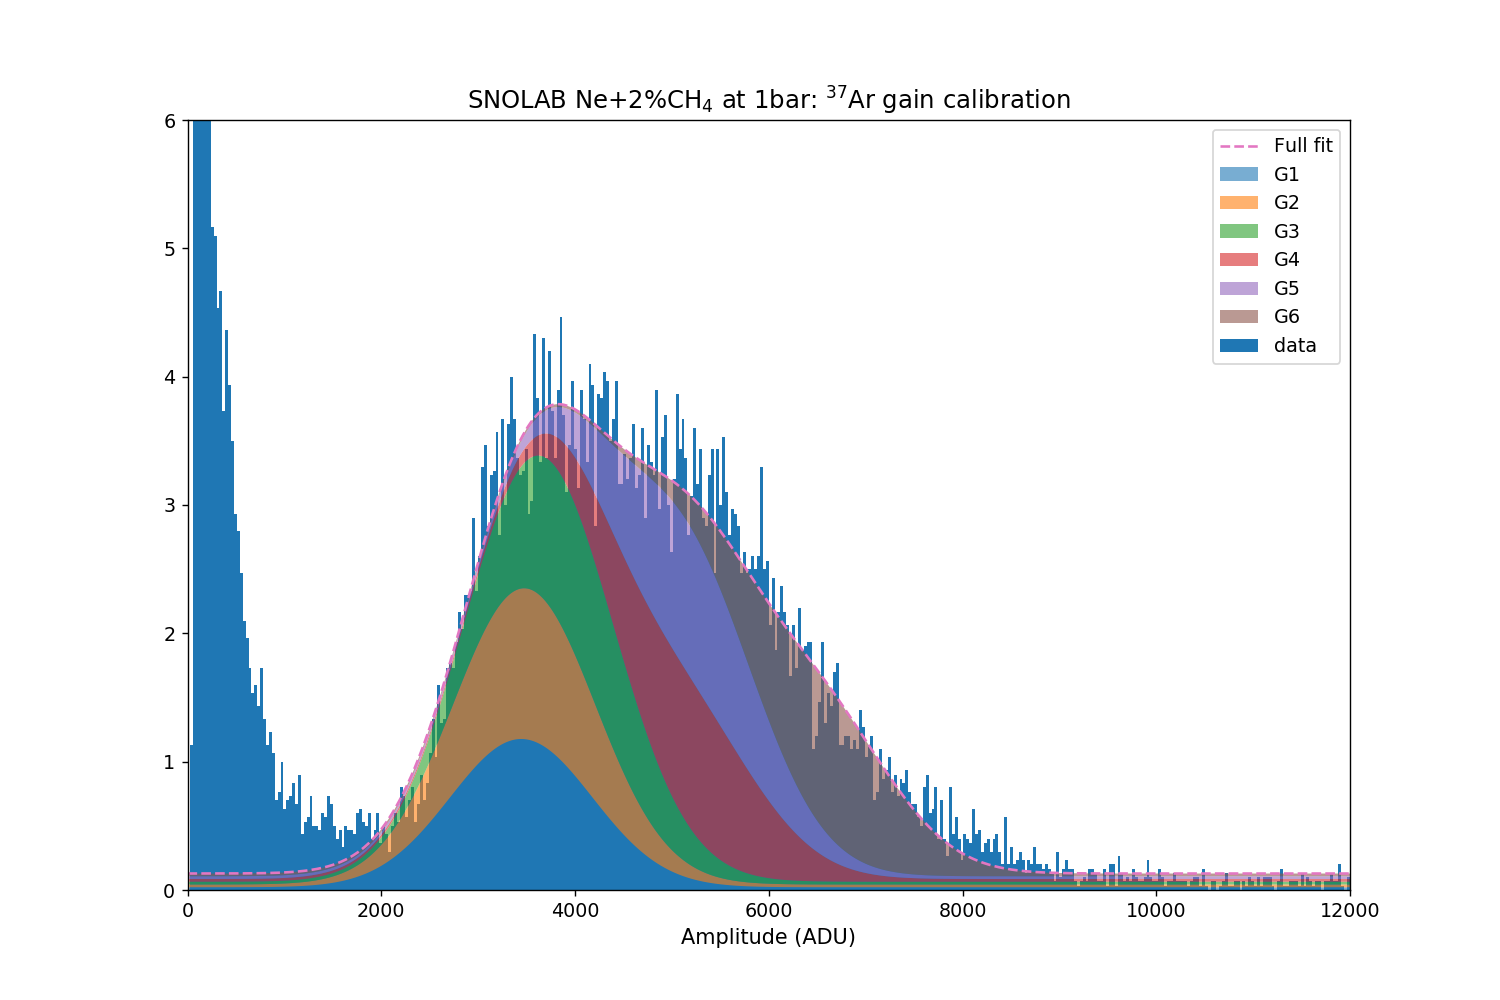 SNOLAB Ne+2%CH₄ at 1bar: ³⁷Ar gain calibration
6
5
4
3
2
1
0
0 2000 4000 6000 8000 10000 12000
Amplitude (ADU)
Full fit
G1
G2
G3
G4
G5
G6
data